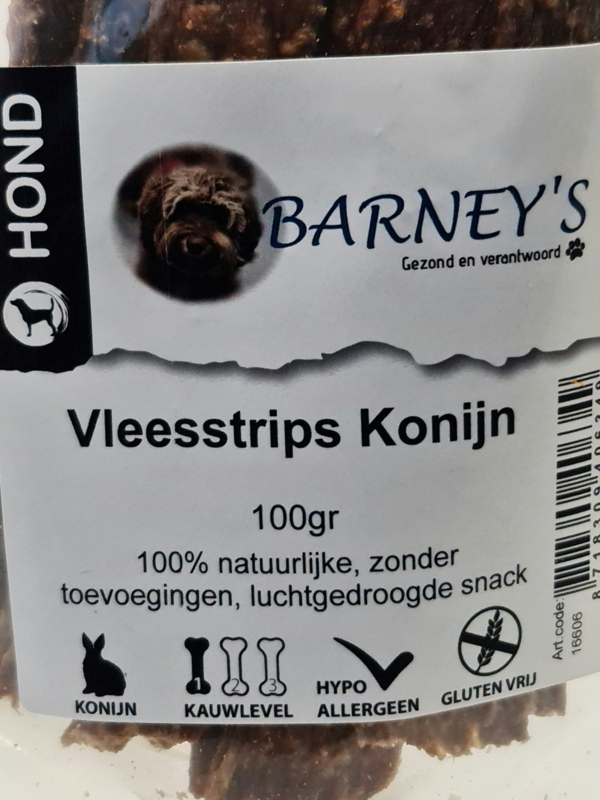 HOND
BARNEY'S
Gezond en verantwoord
Vleesstrips Konijn
100gr
100% natuurlijke, zonder
toevoegingen, luchtgedroogde snack
KONIJN
1 2 3
KAUWLEVEL
HYPO
ALLERGEEN
GLUTEN VRIJ
Art.code:
16606
8718309406349